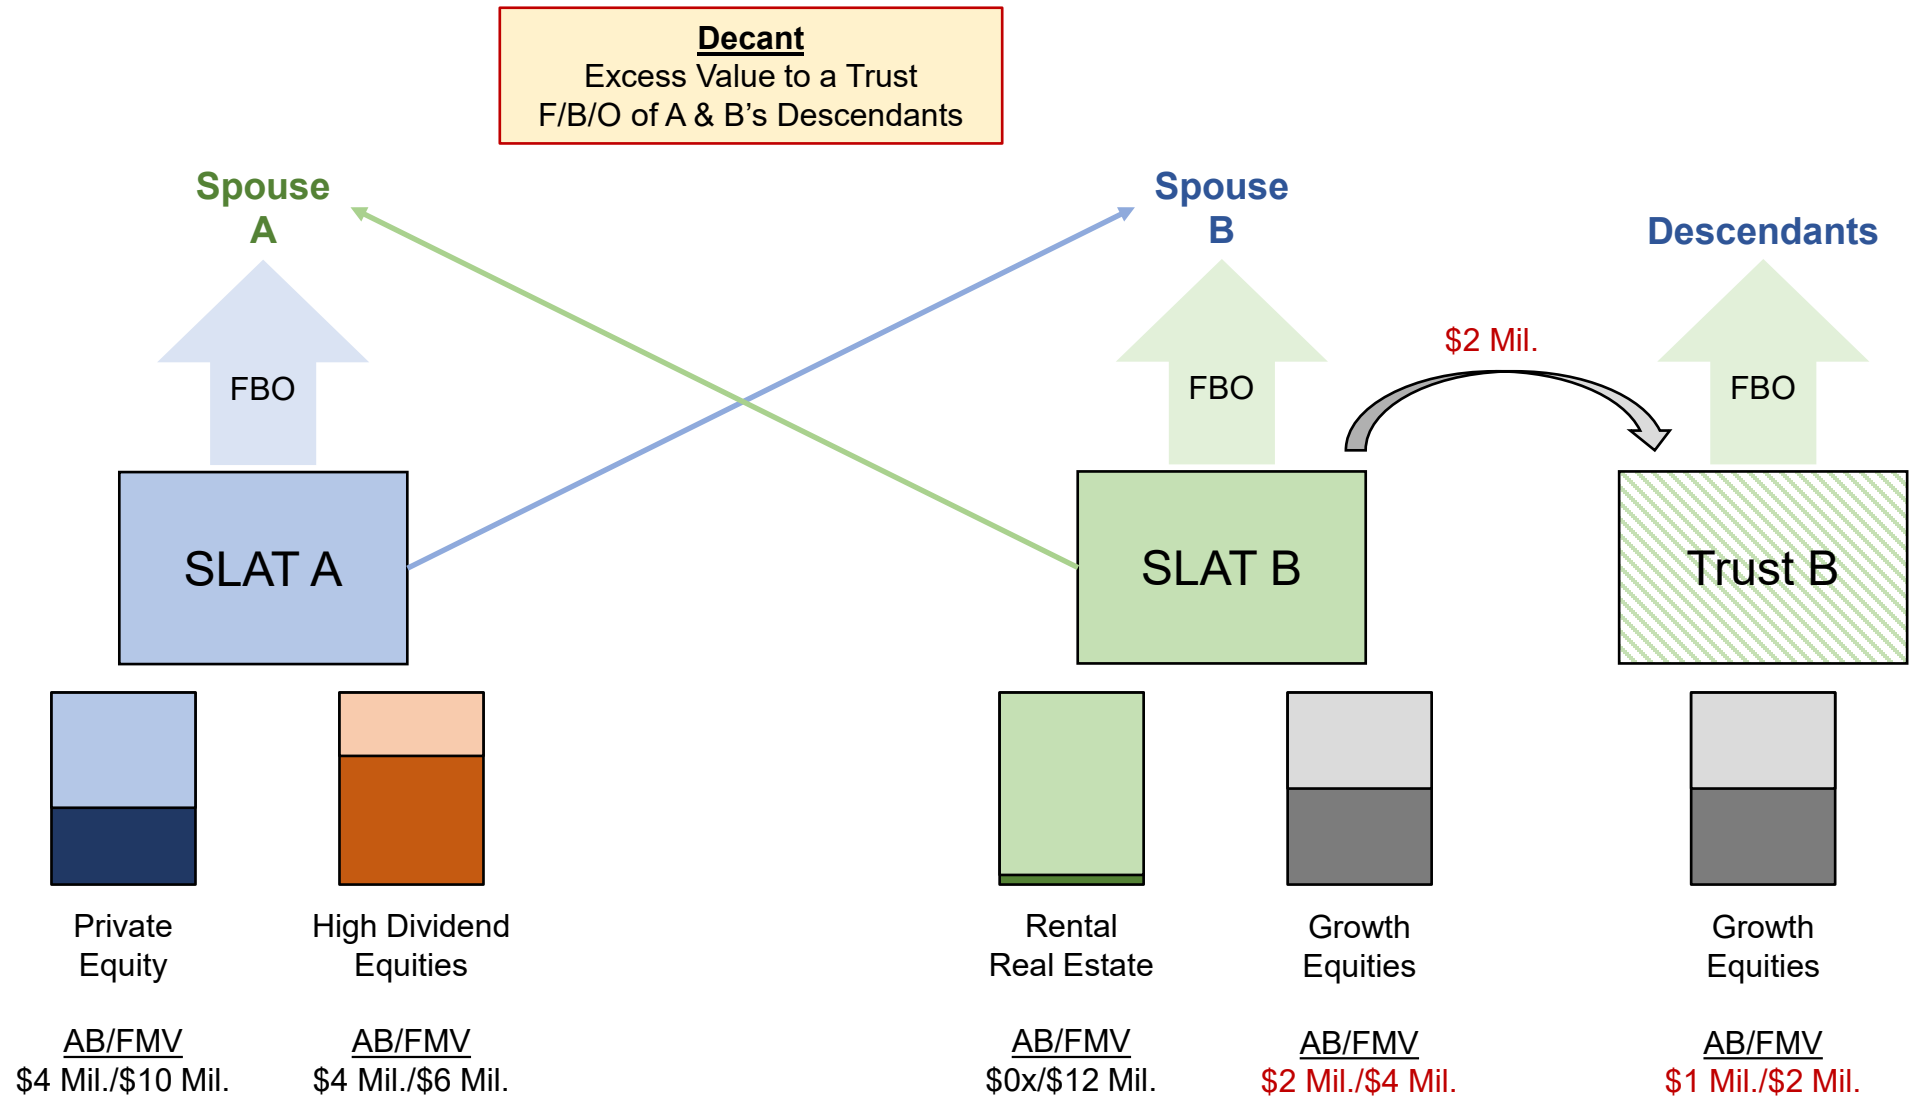 Decant
Excess Value to a Trust
F/B/O of A & B’s Descendants
Spouse
A
Spouse
B
Descendants
$2 Mil.
FBO
FBO
FBO
SLAT A
SLAT B
Trust B
Private
Equity
High Dividend
Equities
Rental
Real Estate
Growth
Equities
Growth
Equities
AB/FMV
$4 Mil./$10 Mil.
AB/FMV
$4 Mil./$6 Mil.
AB/FMV
$0x/$12 Mil.
AB/FMV
$2 Mil./$4 Mil.
AB/FMV
$1 Mil./$2 Mil.